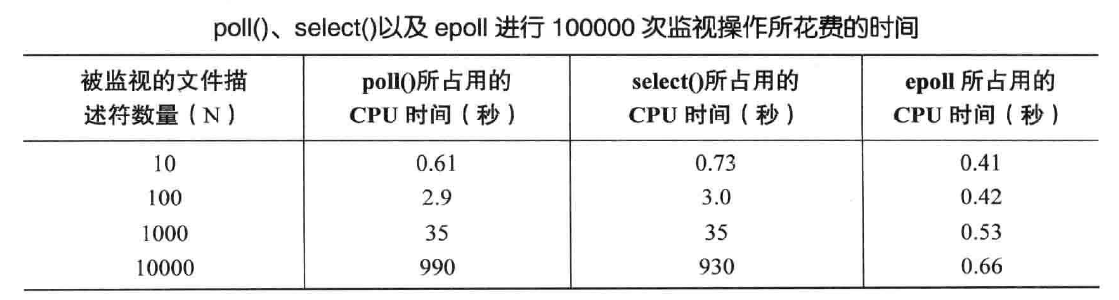 poll()、select()以及 epoll 进行 100000 次监视操作所花费的时间
被监视的文件描述符数量(N) poll()所占用的 CPU 时间(秒) select()所占用的 CPU 时间(秒) epoll 所占用的 CPU 时间(秒)
10 0.61 0.73 0.41
100 2.9 3.0 0.42
1000 35 35 0.53
10000 990 930 0.66